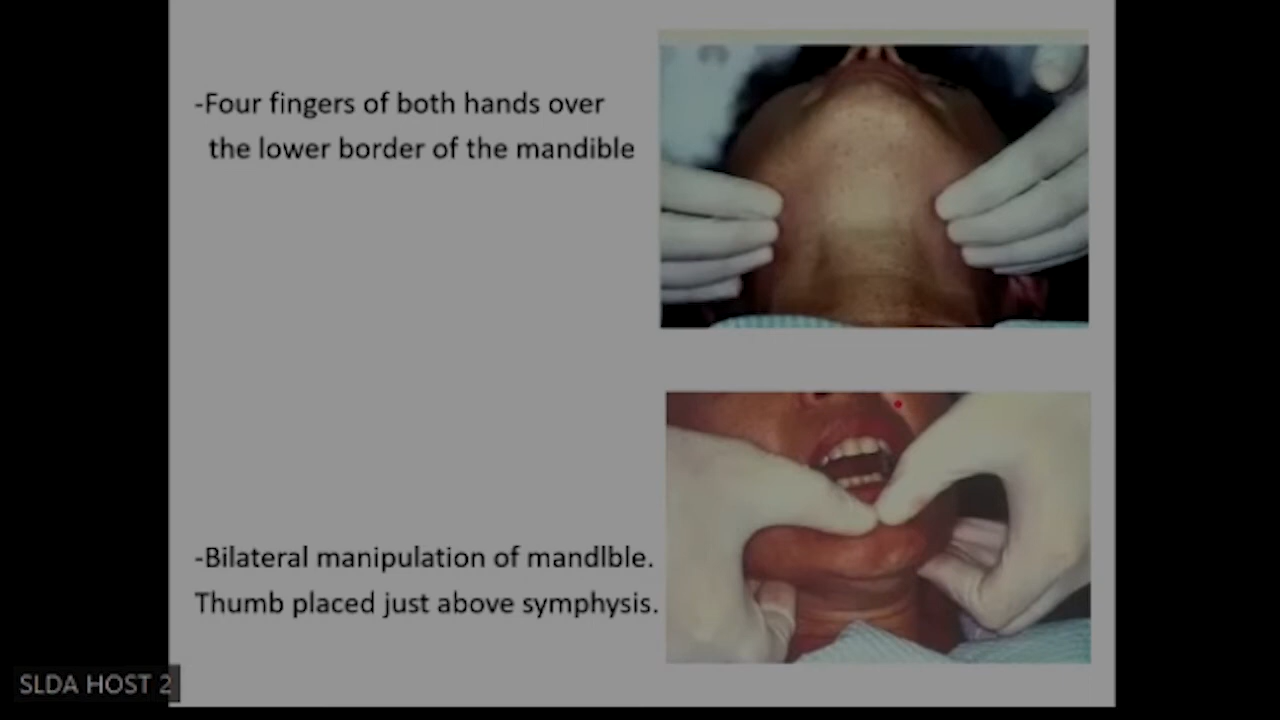 -Four fingers of both hands over
the lower border of the mandible
-Bilateral manipulation of mandlble.
Thumb placed just above symphysis.
SLDA HOST 2